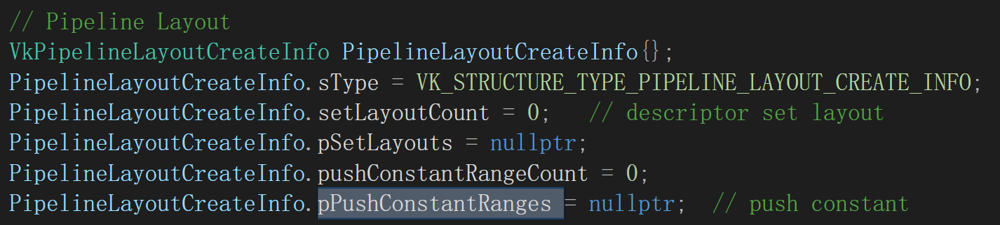 // Pipeline Layout
VkPipelineLayoutCreateInfo PipelineLayoutCreateInfo{};
PipelineLayoutCreateInfo.sType = VK_STRUCTURE_TYPE_PIPELINE_LAYOUT_CREATE_INFO;
PipelineLayoutCreateInfo.setLayoutCount = 0;   // descriptor set layout
PipelineLayoutCreateInfo.pSetLayouts = nullptr;
PipelineLayoutCreateInfo.pushConstantRangeCount = 0;
PipelineLayoutCreateInfo.pPushConstantRanges = nullptr;  // push constant